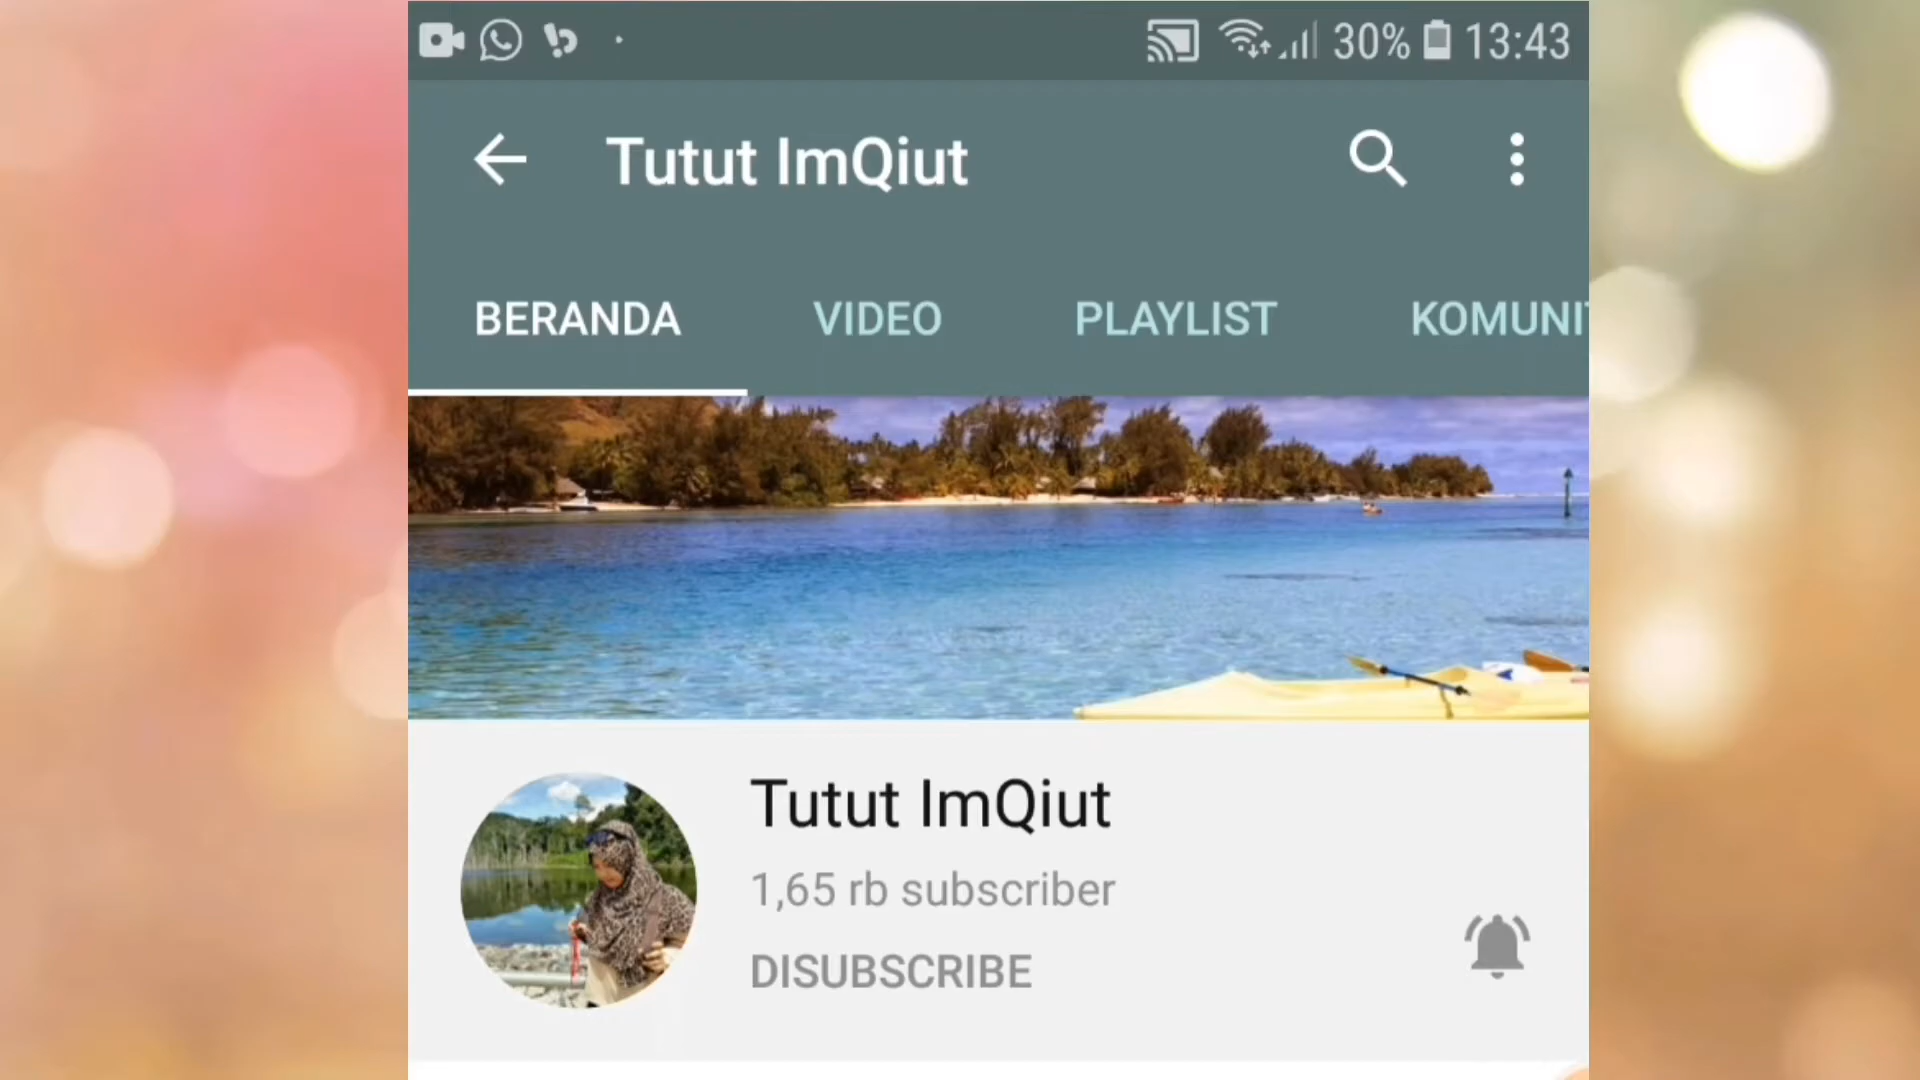 30% 13:43
Tutut ImQiut
BERANDA VIDEO PLAYLIST KOMUNI
Tutut ImQiut
1,65 rb subscriber
DISUBSCRIBE